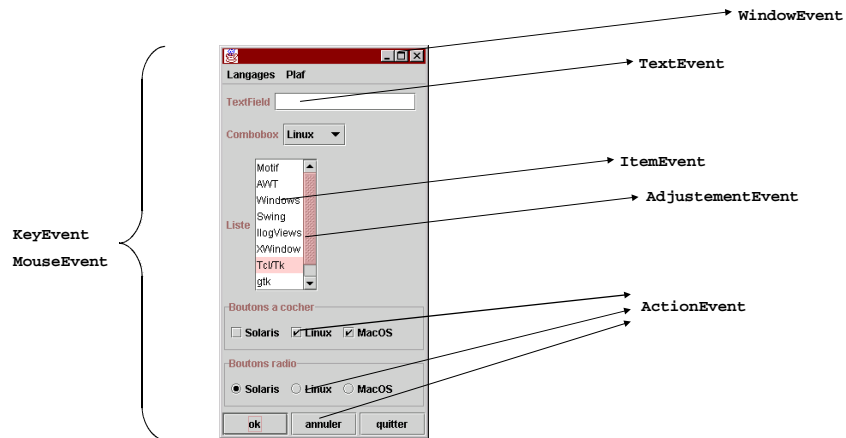 WindowEvent
Langages Plaf
TextEvent
TextField
Combobox Linux
Motif
AWT
Windows
Swing
IlogViews
XWindow
Tcl/Tk
gtk
Liste
ItemEvent
AdjustementEvent
KeyEvent
MouseEvent
Boutons a cocher
Solaris Linux MacOS
ActionEvent
Boutons radio
Solaris Linux MacOS
ok annuler quitter